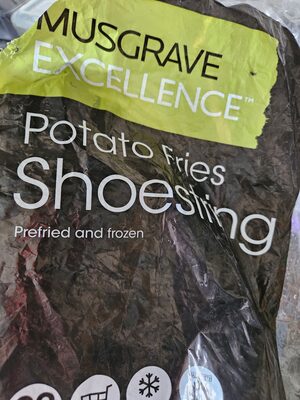 MUSGRAVE
EXCELLENCE™
Potato Fries
Shoestring
Prefried and frozen